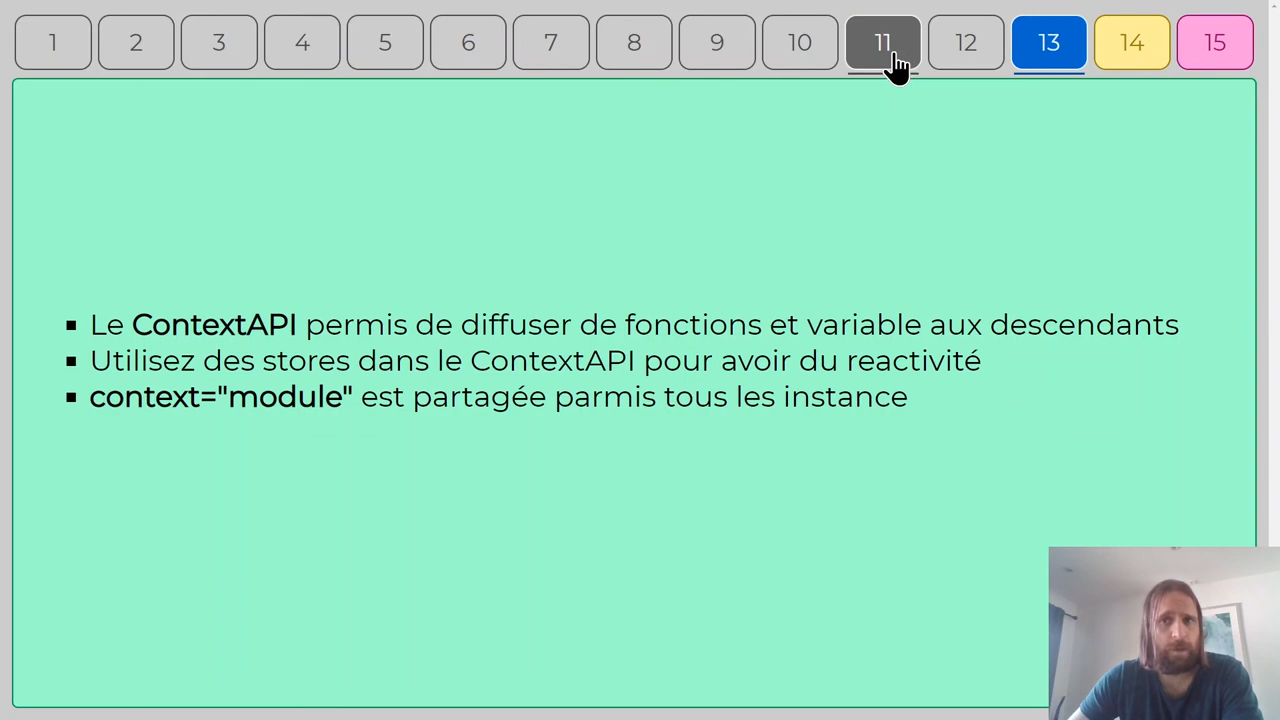 1 2 3 4 5 6 7 8 9 10 11 12 13 14 15
Le ContextAPI permis de diffuser de fonctions et variable aux descendants
Utilisez des stores dans le ContextAPI pour avoir du reactivité
context="module" est partagée parmis tous les instance